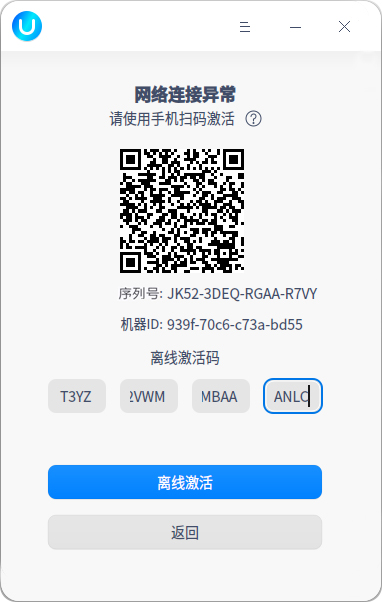 网络连接异常
请使用手机扫码激活 ?
序列号: JK52-3DEQ-RGAA-R7VY
机器ID: 939f-70c6-c73a-bd55
离线激活码
T3YZ 2VWM MBAA ANLC
离线激活
返回